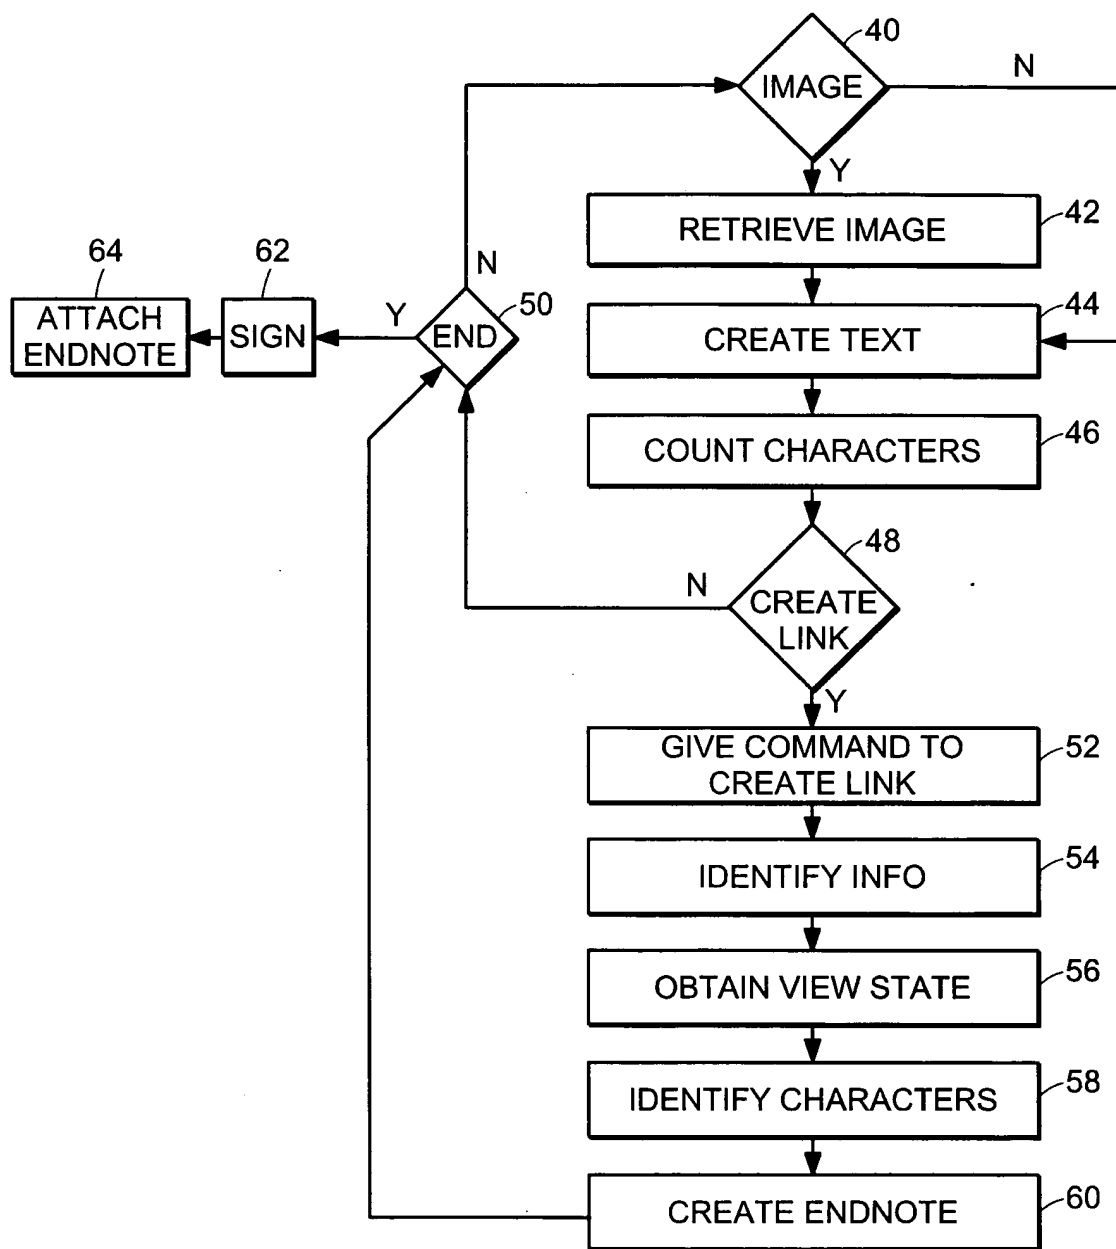 40
IMAGE
N
Y
RETRIEVE IMAGE
42
CREATE TEXT
44
COUNT CHARACTERS
46
48
CREATE
LINK
N
Y
50
END
N
Y
62
SIGN
64
ATTACH
ENDNOTE
GIVE COMMAND TO
CREATE LINK
52
IDENTIFY INFO
54
OBTAIN VIEW STATE
56
IDENTIFY CHARACTERS
58
CREATE ENDNOTE
60